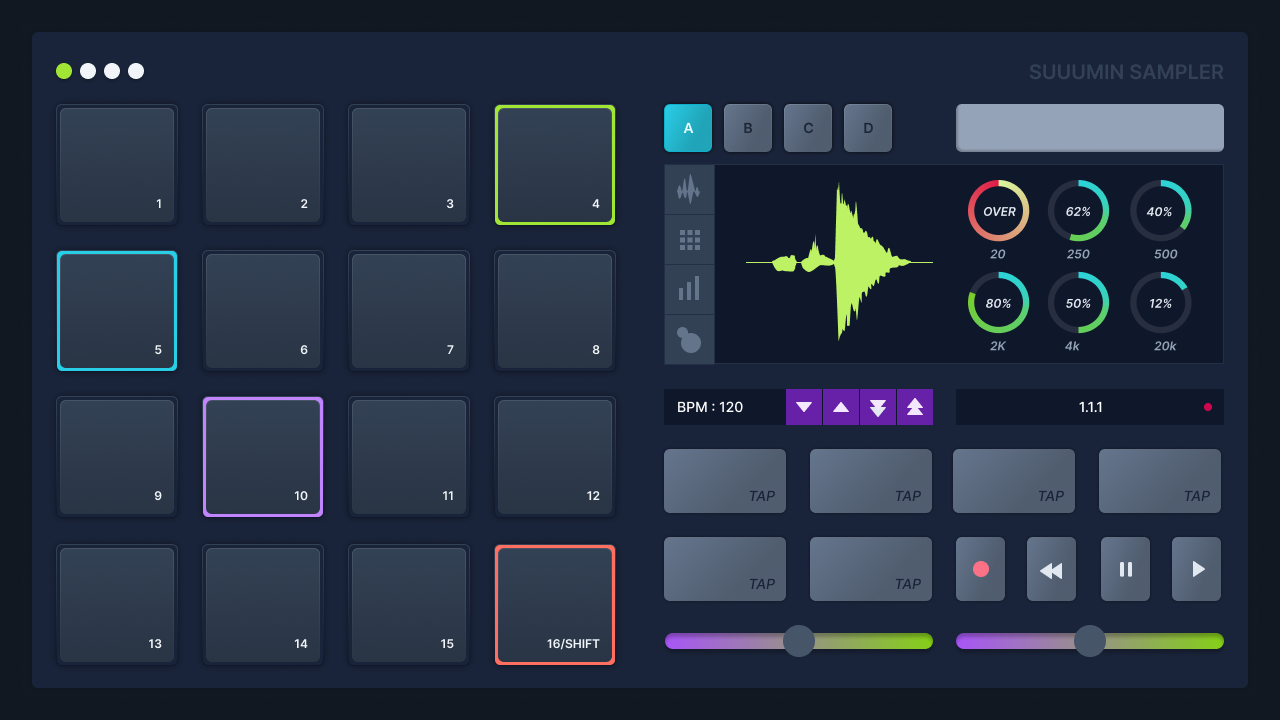 SUUUMIN SAMPLER
1
2
3
4
5
6
7
8
9
10
11
12
13
14
15
16/SHIFT
A
B
C
D
OVER
62%
40%
20
250
500
80%
50%
12%
2K
4k
20k
BPM : 120
1.1.1
TAP
TAP
TAP
TAP
TAP
TAP